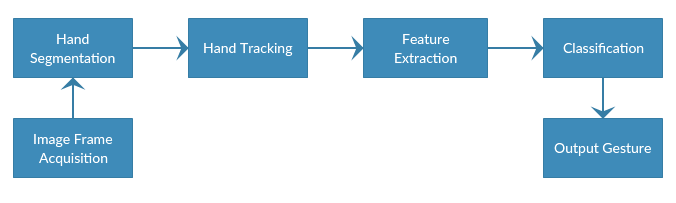 Hand
Segmentation
Hand Tracking
Feature
Extraction
Classification
Image Frame
Acquisition
Output Gesture